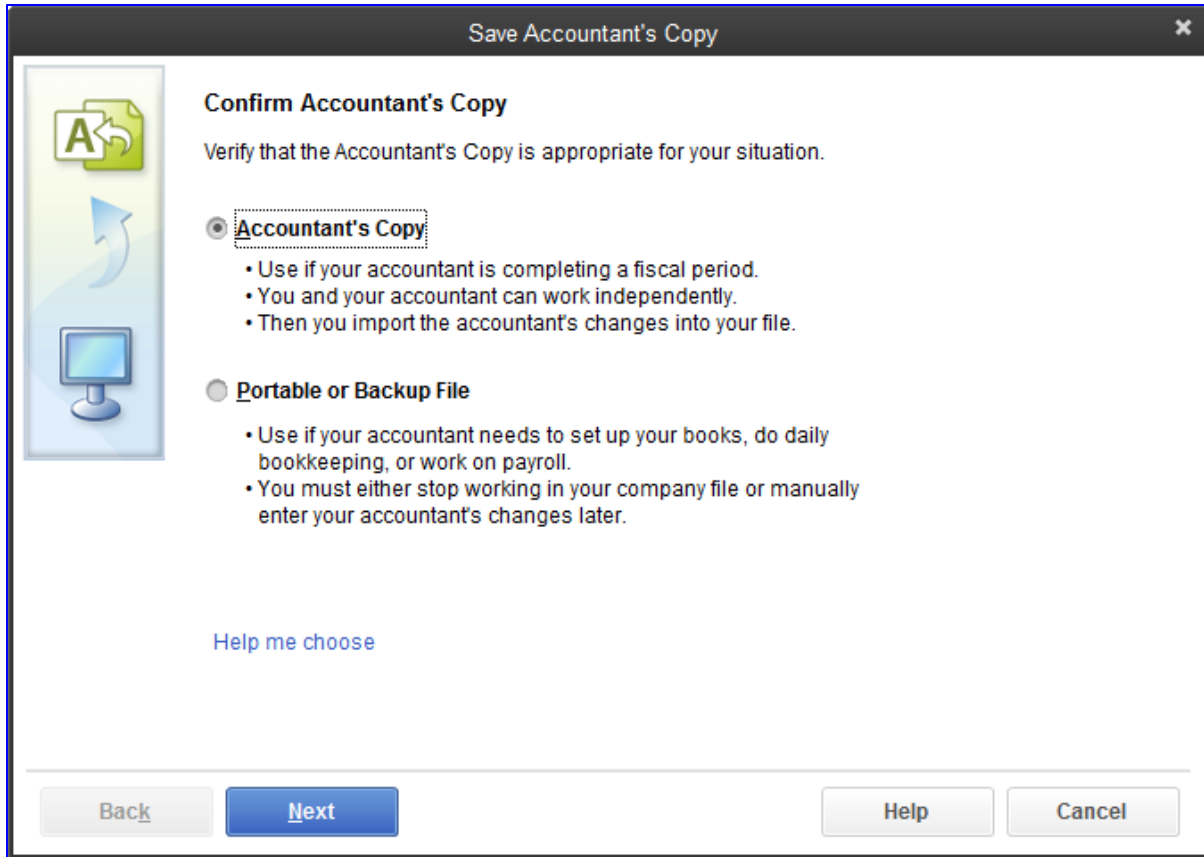 Save Accountant's Copy
A
Confirm Accountant's Copy
Verify that the Accountant's Copy is appropriate for your situation.
Accountant's Copy
• Use if your accountant is completing a fiscal period.
• You and your accountant can work independently.
• Then you import the accountant's changes into your file.
Portable or Backup File
• Use if your accountant needs to set up your books, do daily
bookkeeping, or work on payroll.
• You must either stop working in your company file or manually
enter your accountant's changes later.
Help me choose
Back Next Help Cancel